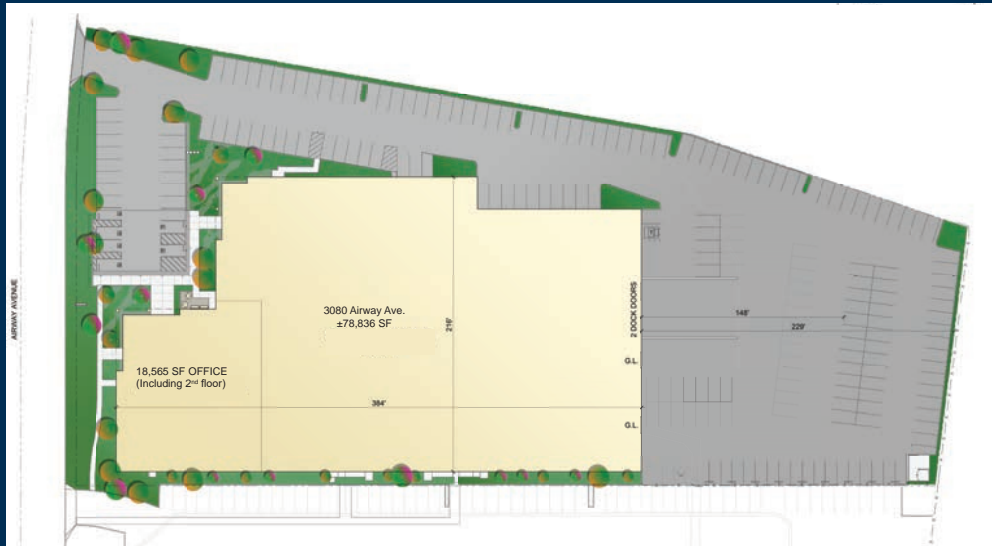 AIRWAY AVENUE
3080 Airway Ave.
±78,836 SF
18,565 SF OFFICE
(Including 2nd floor)
216'
384'
2 DOCK DOORS
G.L.
G.L.
148'
229'